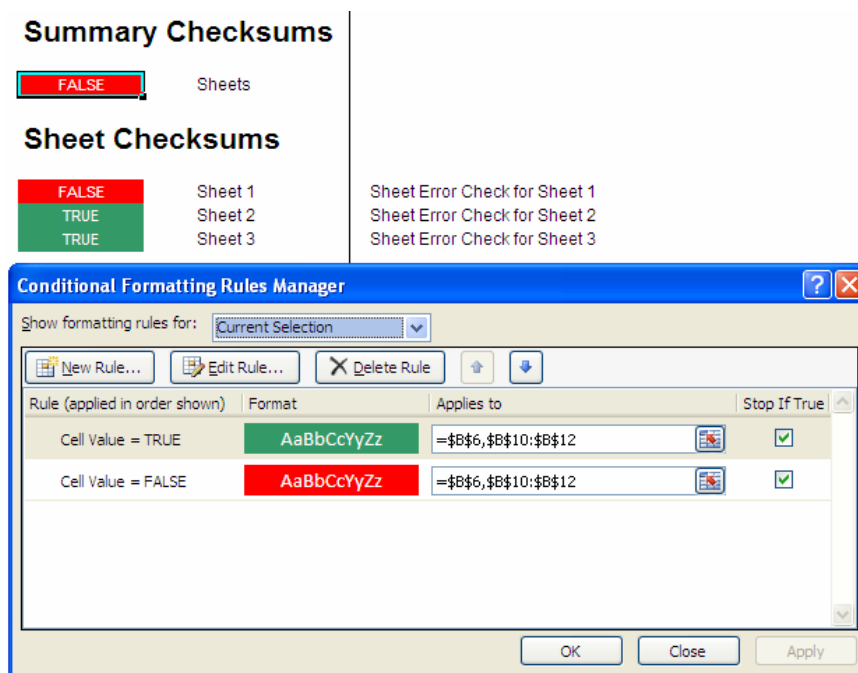 Summary Checksums
FALSE Sheets
Sheet Checksums
FALSE Sheet 1 Sheet Error Check for Sheet 1
TRUE Sheet 2 Sheet Error Check for Sheet 2
TRUE Sheet 3 Sheet Error Check for Sheet 3
Conditional Formatting Rules Manager
Show formatting rules for: Current Selection
New Rule... Edit Rule... Delete Rule
Rule (applied in order shown) Format Applies to Stop If True
Cell Value = TRUE AaBbCcYyZz =$B$6,$B$10:$B$12
Cell Value = FALSE AaBbCcYyZz =$B$6,$B$10:$B$12
OK Close Apply